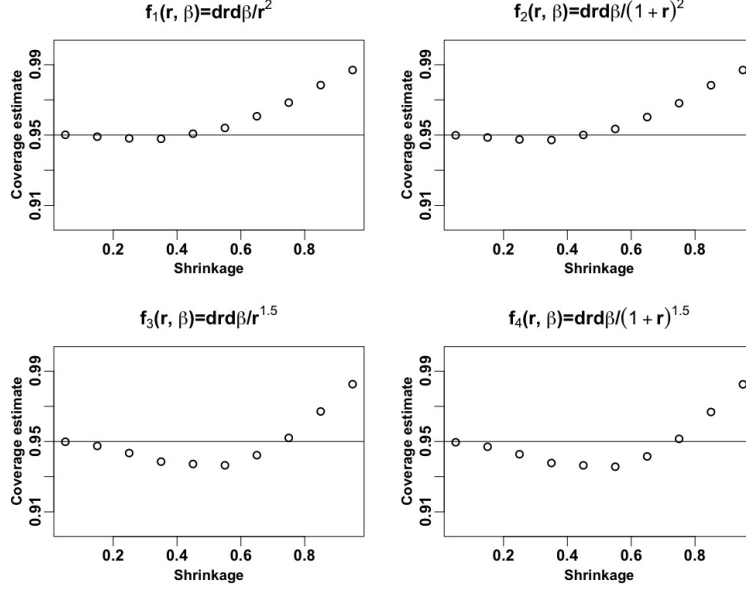 f₁(r, β)=drdβ/r²
f₂(r, β)=drdβ/(1 + r)²
Coverage estimate
0.91 0.95 0.99
0.2 0.4 0.6 0.8
Shrinkage
Coverage estimate
0.91 0.95 0.99
0.2 0.4 0.6 0.8
Shrinkage
f₃(r, β)=drdβ/r¹·⁵
f₄(r, β)=drdβ/(1 + r)¹·⁵
Coverage estimate
0.91 0.95 0.99
0.2 0.4 0.6 0.8
Shrinkage
Coverage estimate
0.91 0.95 0.99
0.2 0.4 0.6 0.8
Shrinkage